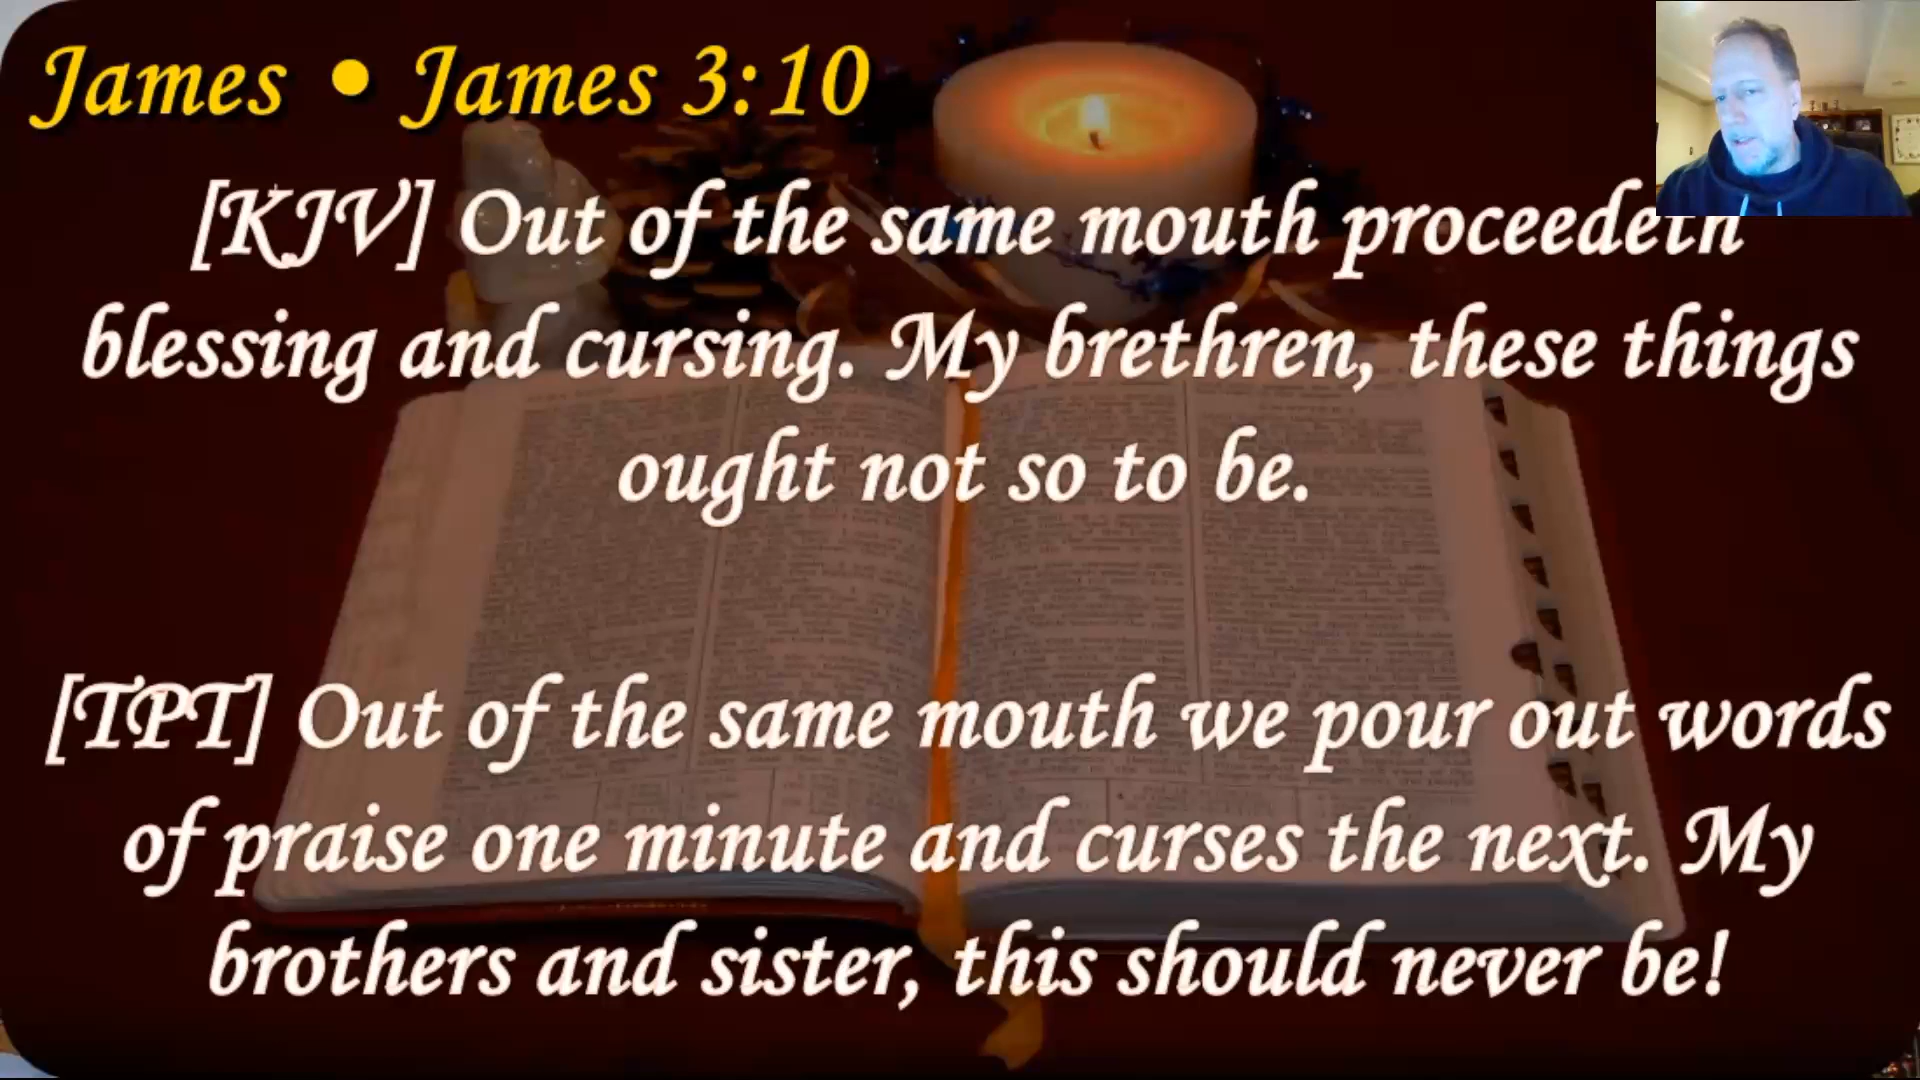 James • James 3:10
[KJV] Out of the same mouth proceedeth
blessing and cursing. My brethren, these things
ought not so to be.
[TPT] Out of the same mouth we pour out words
of praise one minute and curses the next. My
brothers and sister, this should never be!